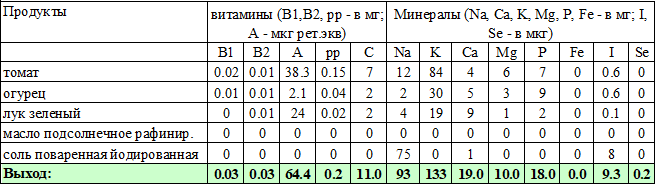 Продукты
витамины (B1,B2, pp - в мг; А - мкг рет.экв)
Минералы (Na, Ca, K, Mg, P, Fe - в мг; I, Se - в мкг)
B1 B2 A pp C Na K Ca Mg P Fe I Se
томат 0.02 0.01 38.3 0.15 7 12 84 4 6 7 0 0.6 0
огурец 0.01 0.01 2.1 0.04 2 2 30 5 3 9 0 0.6 0
лук зеленый 0 0.01 24 0.02 2 4 19 9 1 2 0 0.1 0
масло подсолнечное рафинир. 0 0 0 0 0 0 0 0 0 0 0 0 0
соль поваренная йодированная 0 0 0 0 0 75 0 1 0 0 0 8 0
Выход: 0.03 0.03 64.4 0.2 11.0 93 133 19.0 10.0 18.0 0.0 9.3 0.2